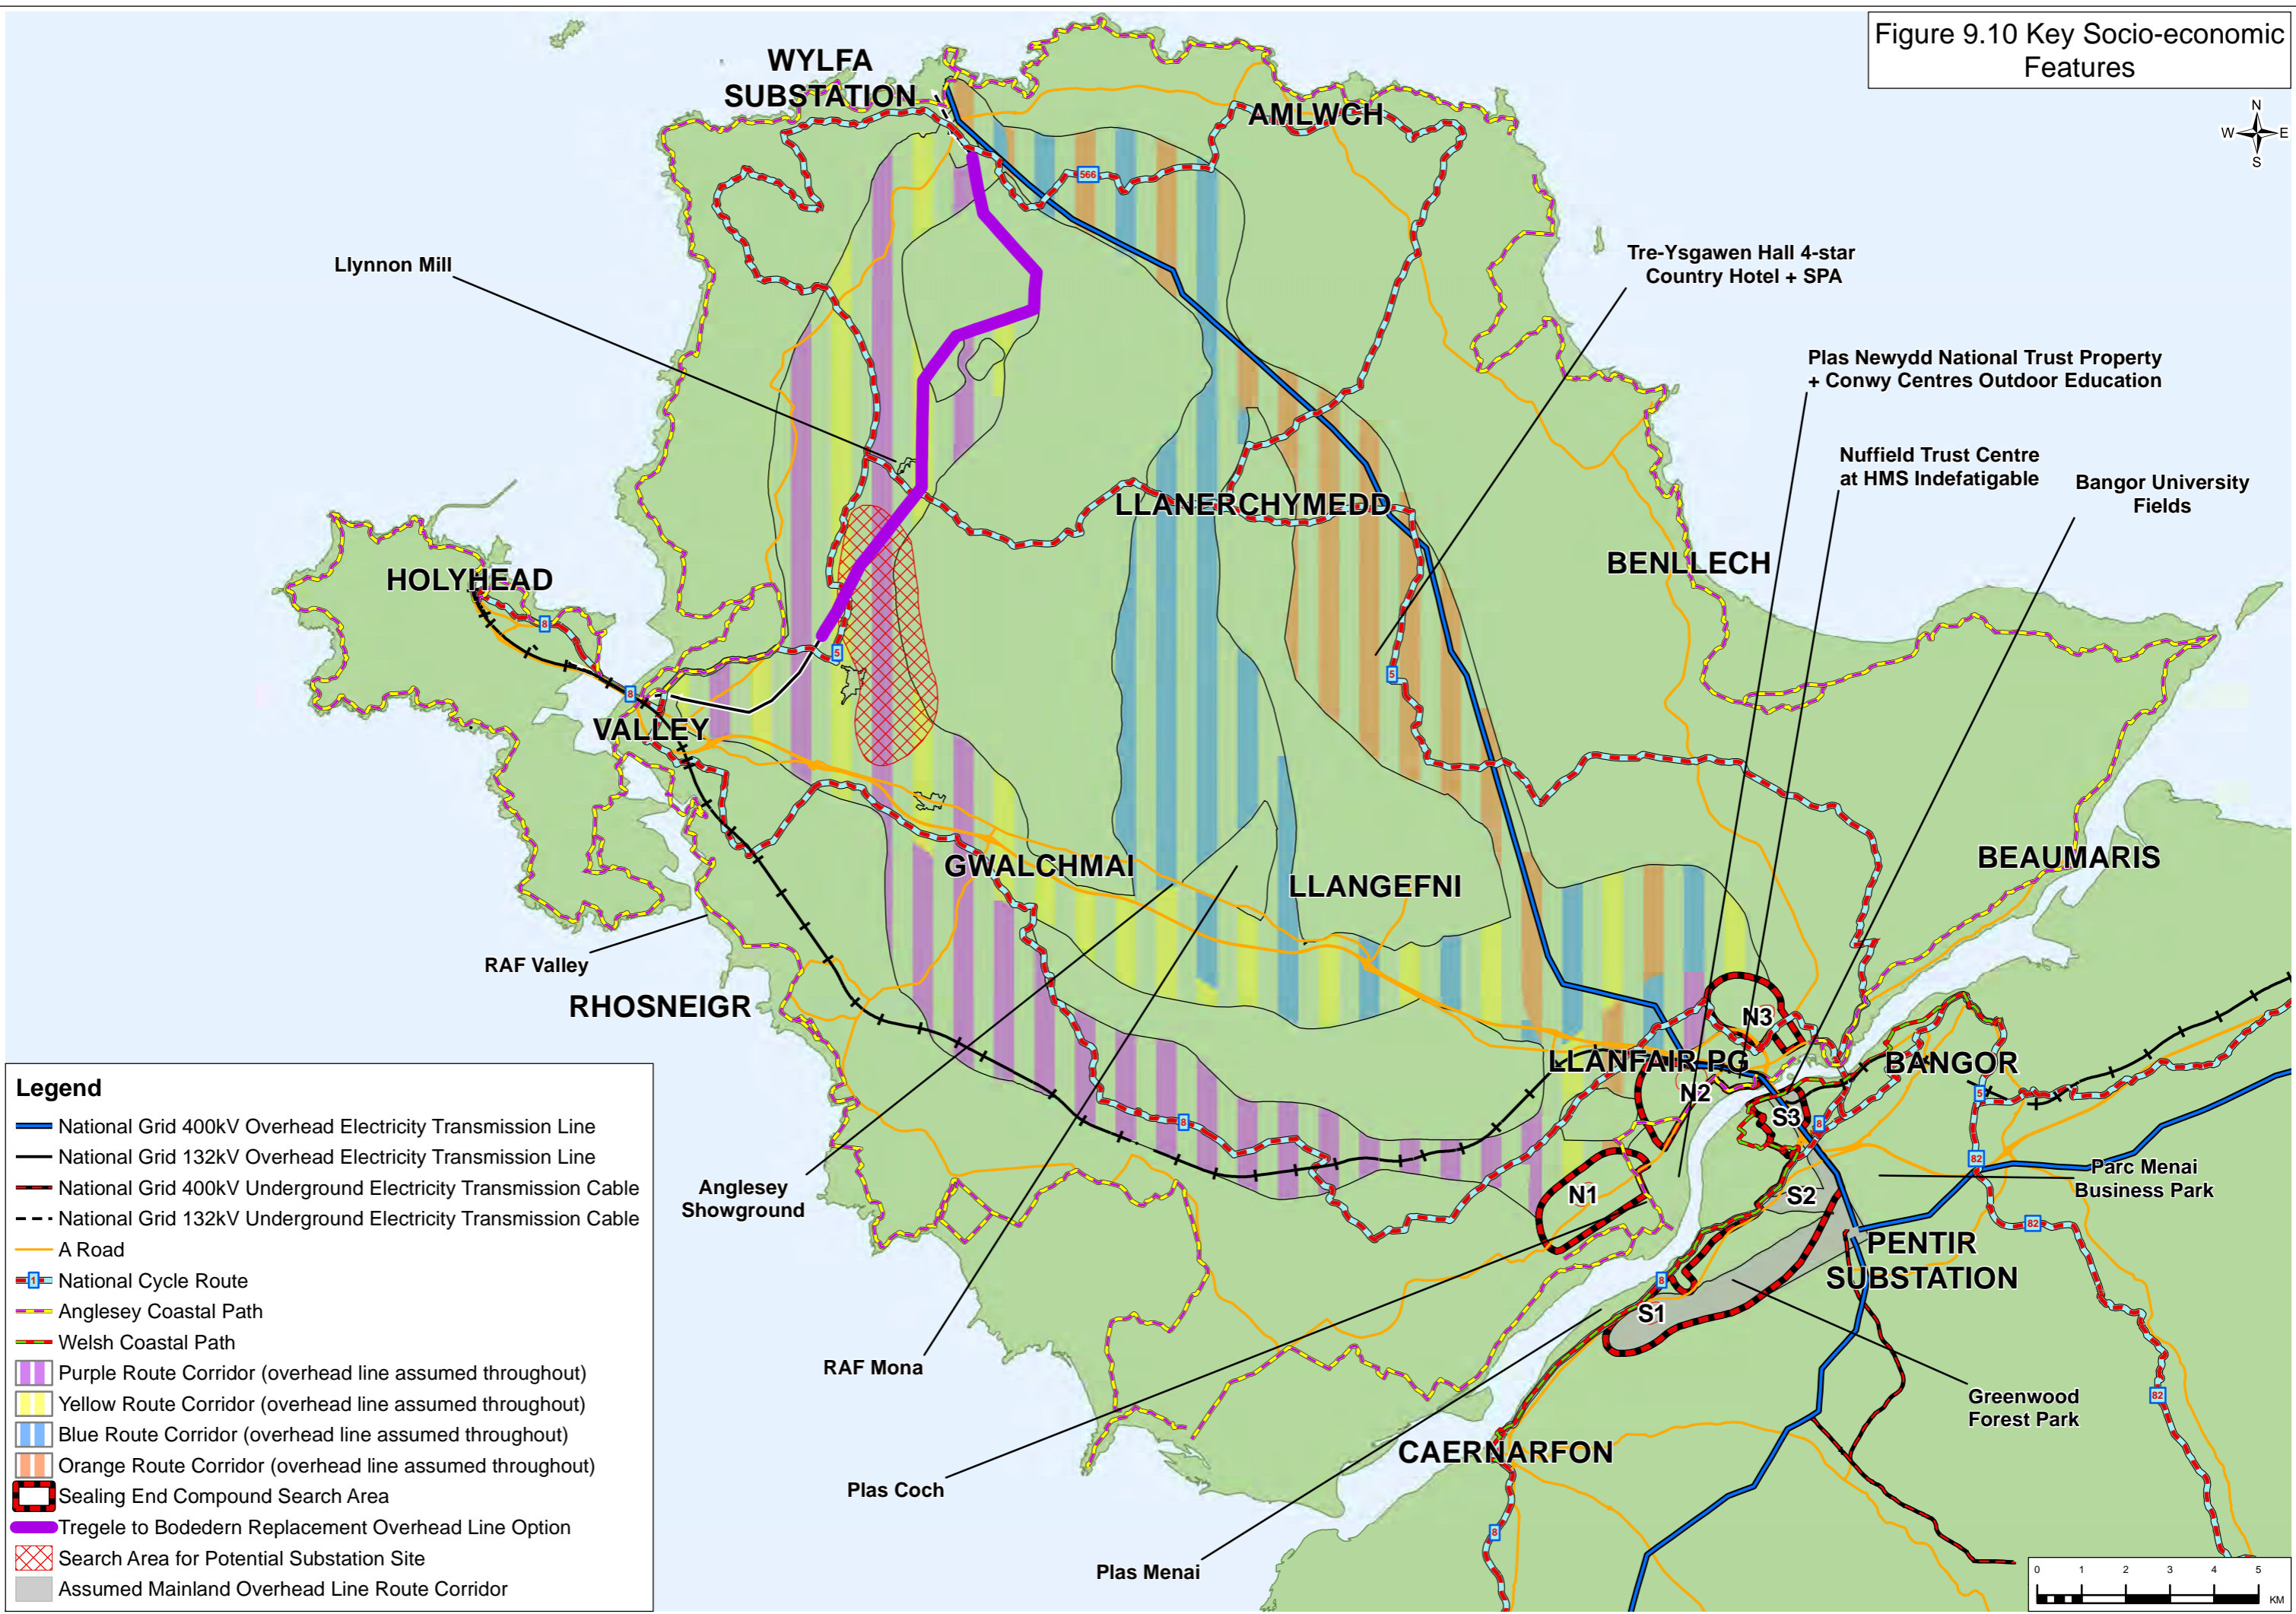 Figure 9.10 Key Socio-economic
Features
N
W E
S
WYLFA
SUBSTATION
AMLWCH
566
Llynnon Mill
Tre-Ysgawen Hall 4-star
Country Hotel + SPA
Plas Newydd National Trust Property
+ Conwy Centres Outdoor Education
Nuffield Trust Centre
at HMS Indefatigable
Bangor University
Fields
LLANERCHYMEDD
BENLLECH
HOLYHEAD
8
5
5
8
VALLEY
GWALCHMAI
LLANGEFNI
BEAUMARIS
RAF Valley
RHOSNEIGR
N3
LLANFAIR PG
BANGOR
N2
5
S3
8
8
82
Parc Menai
Business Park
Anglesey
Showground
N1
S2
82
PENTIR
SUBSTATION
8
S1
RAF Mona
Greenwood
Forest Park
82
CAERNARFON
Plas Coch
8
Plas Menai
Legend
National Grid 400kV Overhead Electricity Transmission Line
National Grid 132kV Overhead Electricity Transmission Line
National Grid 400kV Underground Electricity Transmission Cable
National Grid 132kV Underground Electricity Transmission Cable
A Road
1 National Cycle Route
Anglesey Coastal Path
Welsh Coastal Path
Purple Route Corridor (overhead line assumed throughout)
Yellow Route Corridor (overhead line assumed throughout)
Blue Route Corridor (overhead line assumed throughout)
Orange Route Corridor (overhead line assumed throughout)
Sealing End Compound Search Area
Tregele to Bodedern Replacement Overhead Line Option
Search Area for Potential Substation Site
Assumed Mainland Overhead Line Route Corridor
0 1 2 3 4 5
KM